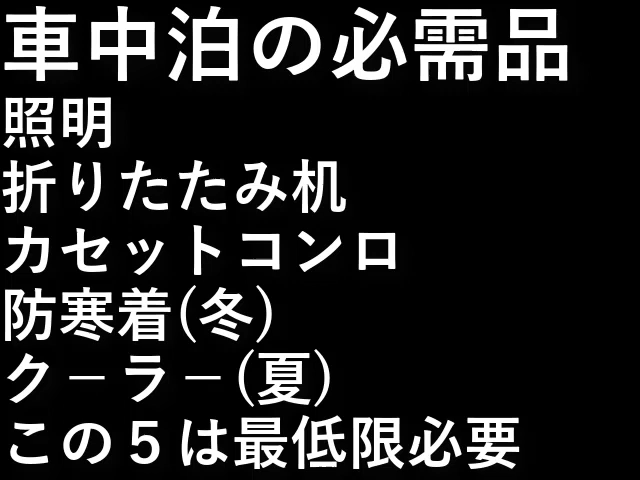 車中泊の必需品
照明
折りたたみ机
カセットコンロ
防寒着(冬)
ク－ラ－(夏)
この５は最低限必要